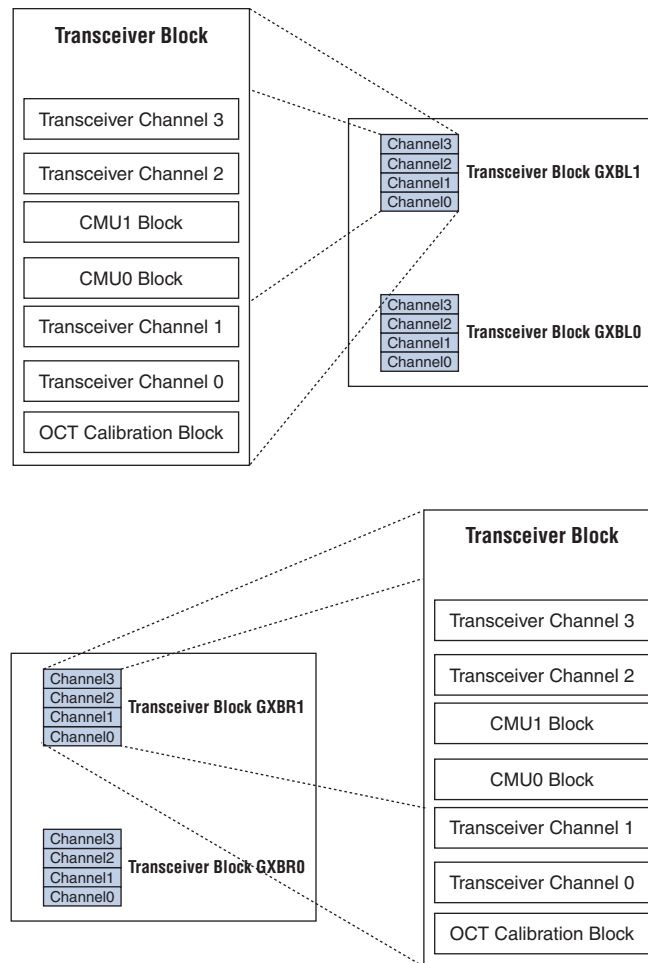 Transceiver Block
Transceiver Channel 3
Transceiver Channel 2
CMU1 Block
CMU0 Block
Transceiver Channel 1
Transceiver Channel 0
OCT Calibration Block
Channel3
Channel2
Channel1
Channel0
Transceiver Block GXBL1
Channel3
Channel2
Channel1
Channel0
Transceiver Block GXBL0
Channel3
Channel2
Channel1
Channel0
Transceiver Block GXBR1
Channel3
Channel2
Channel1
Channel0
Transceiver Block GXBR0
Transceiver Block
Transceiver Channel 3
Transceiver Channel 2
CMU1 Block
CMU0 Block
Transceiver Channel 1
Transceiver Channel 0
OCT Calibration Block